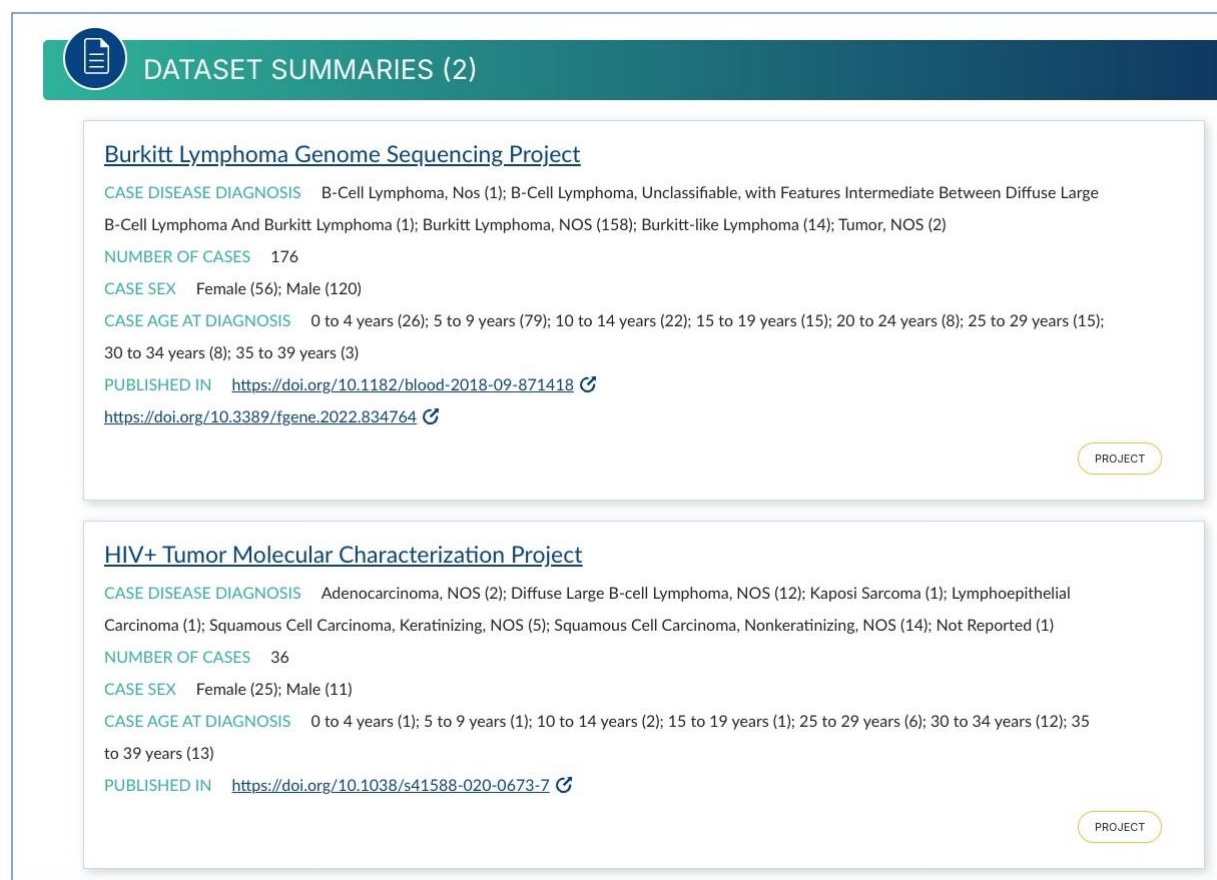 DATASET SUMMARIES (2)
Burkitt Lymphoma Genome Sequencing Project
CASE DISEASE DIAGNOSIS B-Cell Lymphoma, Nos (1); B-Cell Lymphoma, Unclassifiable, with Features Intermediate Between Diffuse Large
B-Cell Lymphoma And Burkitt Lymphoma (1); Burkitt Lymphoma, NOS (158); Burkitt-like Lymphoma (14); Tumor, NOS (2)
NUMBER OF CASES 176
CASE SEX Female (56); Male (120)
CASE AGE AT DIAGNOSIS 0 to 4 years (26); 5 to 9 years (79); 10 to 14 years (22); 15 to 19 years (15); 20 to 24 years (8); 25 to 29 years (15);
30 to 34 years (8); 35 to 39 years (3)
PUBLISHED IN https://doi.org/10.1182/blood-2018-09-871418
https://doi.org/10.3389/fgene.2022.834764
PROJECT
HIV+ Tumor Molecular Characterization Project
CASE DISEASE DIAGNOSIS Adenocarcinoma, NOS (2); Diffuse Large B-cell Lymphoma, NOS (12); Kaposi Sarcoma (1); Lymphoepithelial
Carcinoma (1); Squamous Cell Carcinoma, Keratinizing, NOS (5); Squamous Cell Carcinoma, Nonkeratinizing, NOS (14); Not Reported (1)
NUMBER OF CASES 36
CASE SEX Female (25); Male (11)
CASE AGE AT DIAGNOSIS 0 to 4 years (1); 5 to 9 years (1); 10 to 14 years (2); 15 to 19 years (1); 25 to 29 years (6); 30 to 34 years (12); 35
to 39 years (13)
PUBLISHED IN https://doi.org/10.1038/s41588-020-0673-7
PROJECT